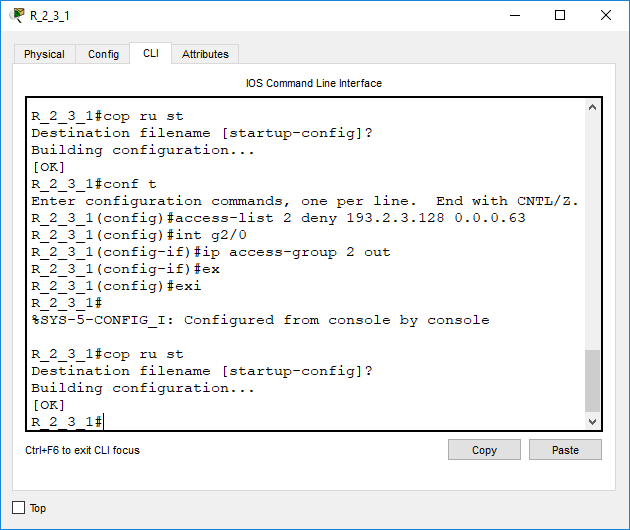 R_2_3_1
Physical Config CLI Attributes
IOS Command Line Interface
R_2_3_1#cop ru st
Destination filename [startup-config]?
Building configuration...
[OK]
R_2_3_1#conf t
Enter configuration commands, one per line.  End with CNTL/Z.
R_2_3_1(config)#access-list 2 deny 193.2.3.128 0.0.0.63
R_2_3_1(config)#int g2/0
R_2_3_1(config-if)#ip access-group 2 out
R_2_3_1(config-if)#ex
R_2_3_1(config)#exi
R_2_3_1#
%SYS-5-CONFIG_I: Configured from console by console
R_2_3_1#cop ru st
Destination filename [startup-config]?
Building configuration...
[OK]
R_2_3_1#
Ctrl+F6 to exit CLI focus Copy Paste
Top